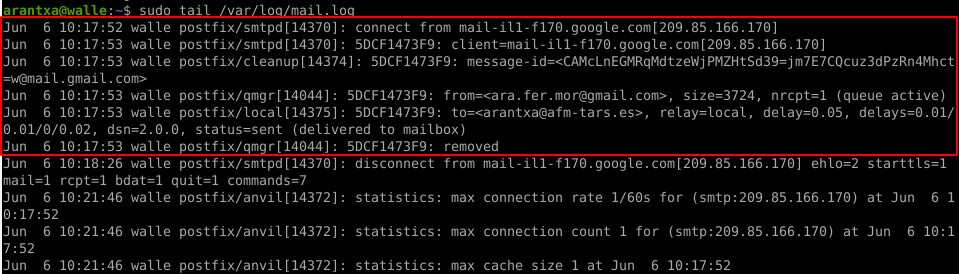 arantxa@walle:~$ sudo tail /var/log/mail.log
Jun  6 10:17:52 walle postfix/smtpd[14370]: connect from mail-il1-f170.google.com[209.85.166.170]
Jun  6 10:17:53 walle postfix/smtpd[14370]: 5DCF1473F9: client=mail-il1-f170.google.com[209.85.166.170]
Jun  6 10:17:53 walle postfix/cleanup[14374]: 5DCF1473F9: message-id=<CAMcLnEGMRqMdtzeWjPMZHtSd39=jm7E7CQcuz3dPzRn4Mhct
=w@mail.gmail.com>
Jun  6 10:17:53 walle postfix/qmgr[14044]: 5DCF1473F9: from=<ara.fer.mor@gmail.com>, size=3724, nrcpt=1 (queue active)
Jun  6 10:17:53 walle postfix/local[14375]: 5DCF1473F9: to=<arantxa@afm-tars.es>, relay=local, delay=0.05, delays=0.01/
0.01/0/0.02, dsn=2.0.0, status=sent (delivered to mailbox)
Jun  6 10:17:53 walle postfix/qmgr[14044]: 5DCF1473F9: removed
Jun  6 10:18:26 walle postfix/smtpd[14370]: disconnect from mail-il1-f170.google.com[209.85.166.170] ehlo=2 starttls=1
mail=1 rcpt=1 bdat=1 quit=1 commands=7
Jun  6 10:21:46 walle postfix/anvil[14372]: statistics: max connection rate 1/60s for (smtp:209.85.166.170) at Jun  6 1
0:17:52
Jun  6 10:21:46 walle postfix/anvil[14372]: statistics: max connection count 1 for (smtp:209.85.166.170) at Jun  6 10:1
7:52
Jun  6 10:21:46 walle postfix/anvil[14372]: statistics: max cache size 1 at Jun  6 10:17:52